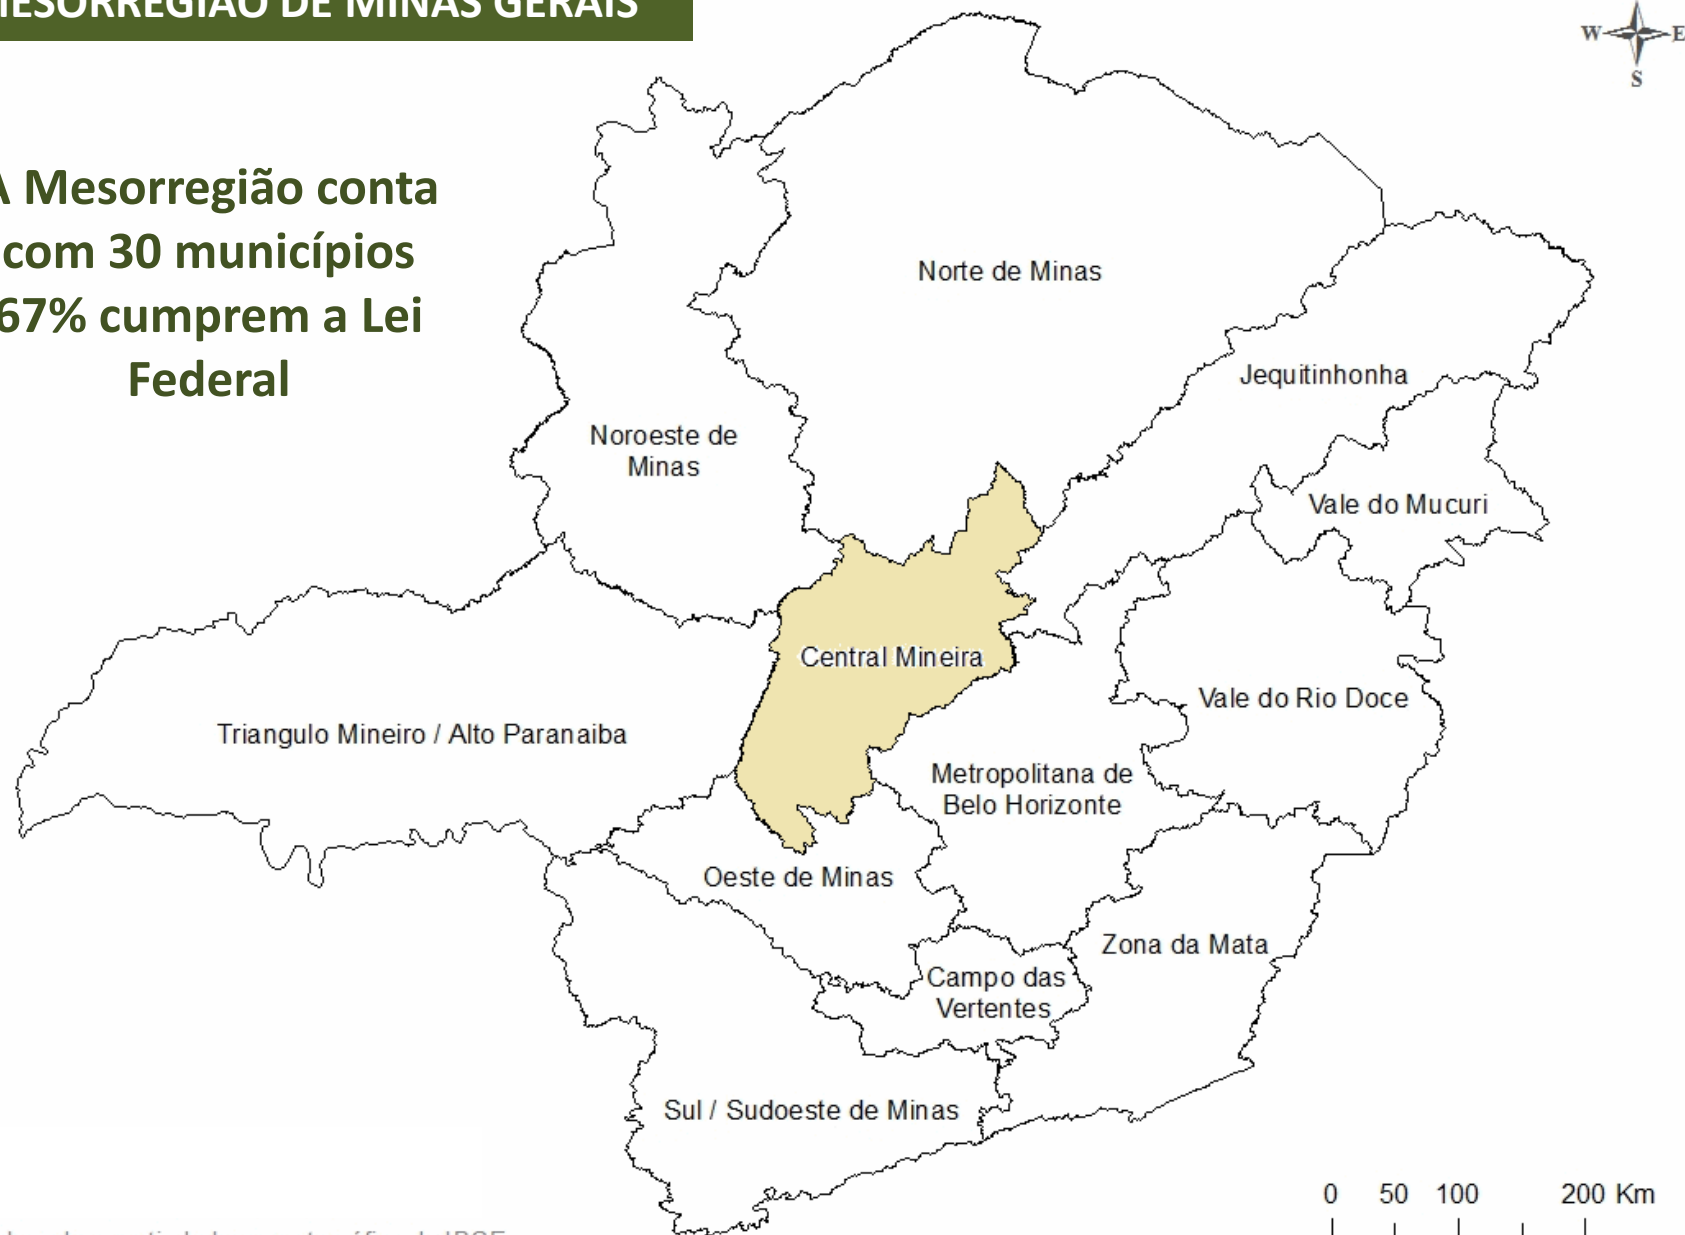 MESORREGIÃO DE MINAS GERAIS
W E
S
A Mesorregião conta
com 30 municípios
67% cumprem a Lei
Federal
Norte de Minas
Jequitinhonha
Noroeste de
Minas
Vale do Mucuri
Central Mineira
Vale do Rio Doce
Triangulo Mineiro / Alto Paranaiba
Metropolitana de
Belo Horizonte
Oeste de Minas
Zona da Mata
Campo das
Vertentes
Sul / Sudoeste de Minas
0 50 100 200 Km